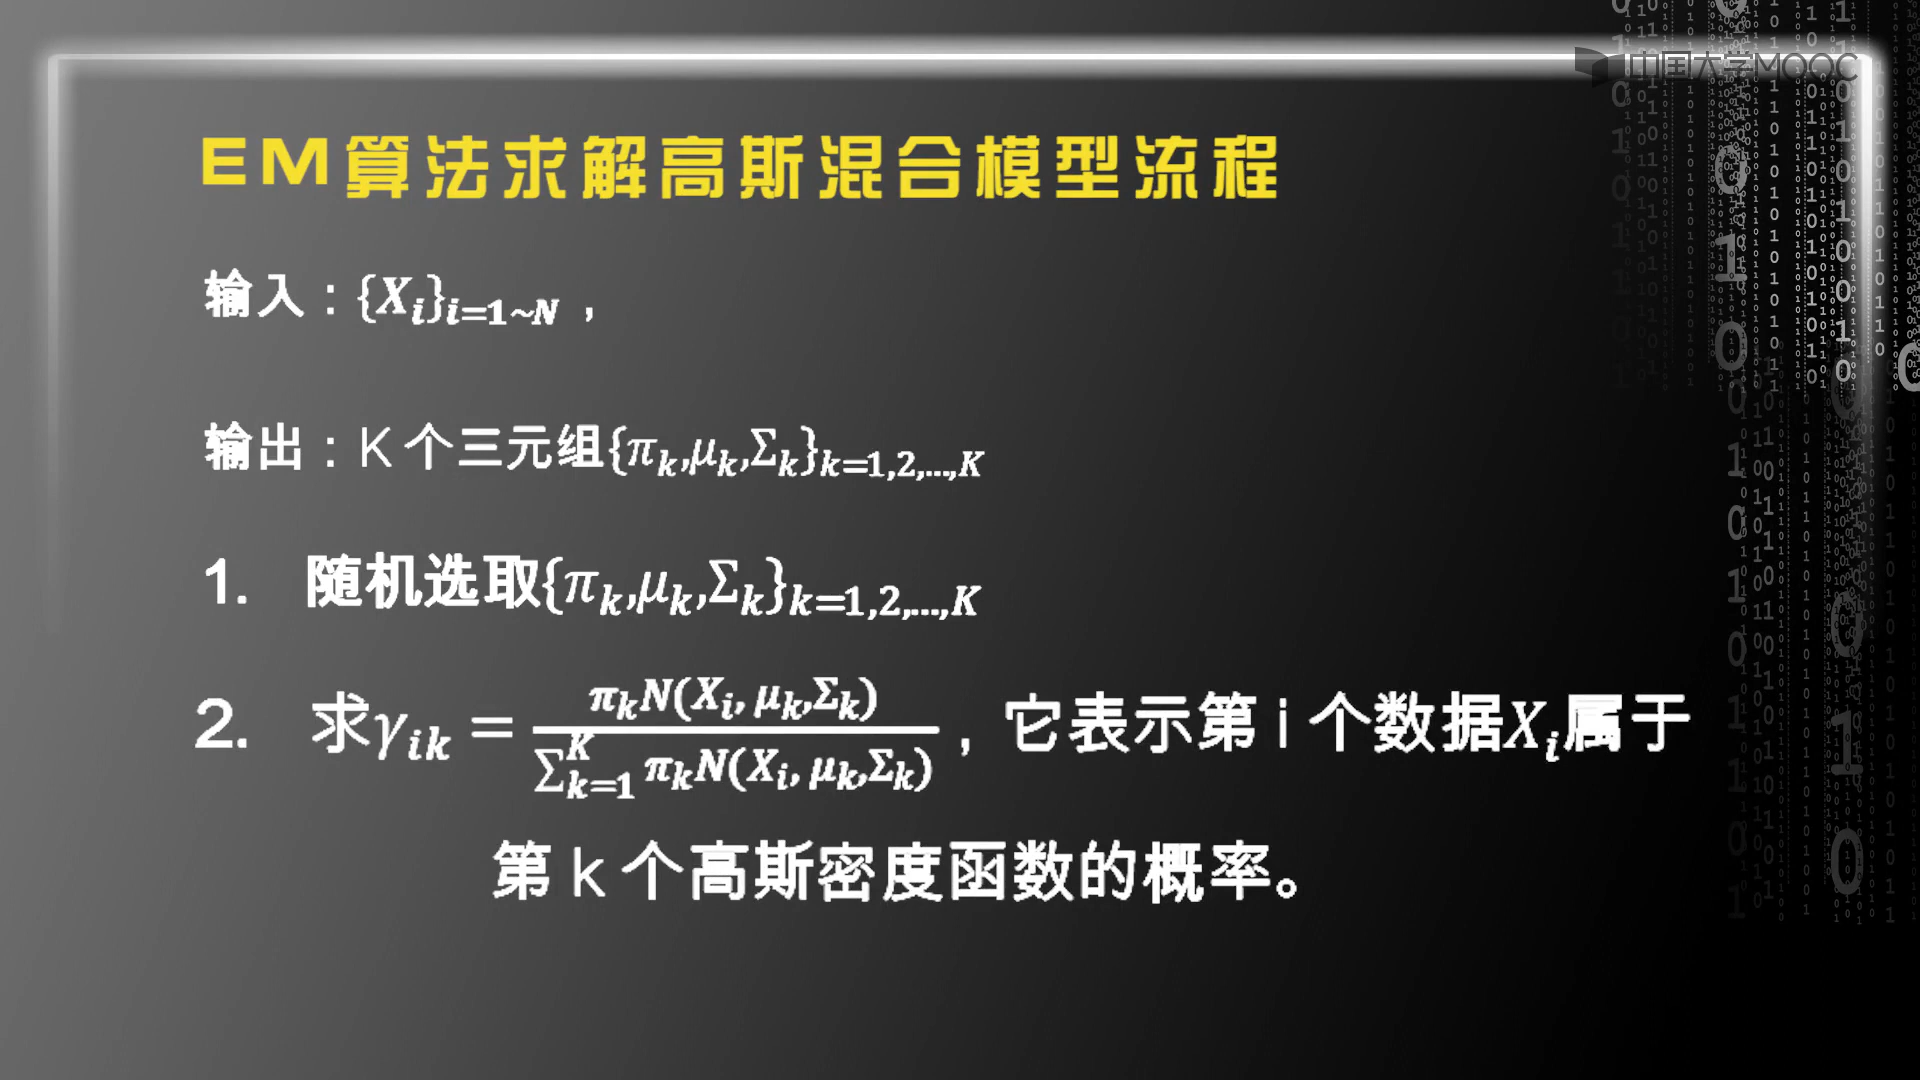 中国大学MOOC
EM算法求解高斯混合模型流程
输入：{X_i}_{i=1~N}，
输出：K个三元组{π_k,μ_k,Σ_k}_{k=1,2,...,K}
1. 随机选取{π_k,μ_k,Σ_k}_{k=1,2,...,K}
2. 求γ_{ik} = \frac{π_k N(X_i, μ_k,Σ_k)}{∑_{k=1}^{K} π_k N(X_i, μ_k,Σ_k)}，它表示第i个数据X_i属于
第k个高斯密度函数的概率。